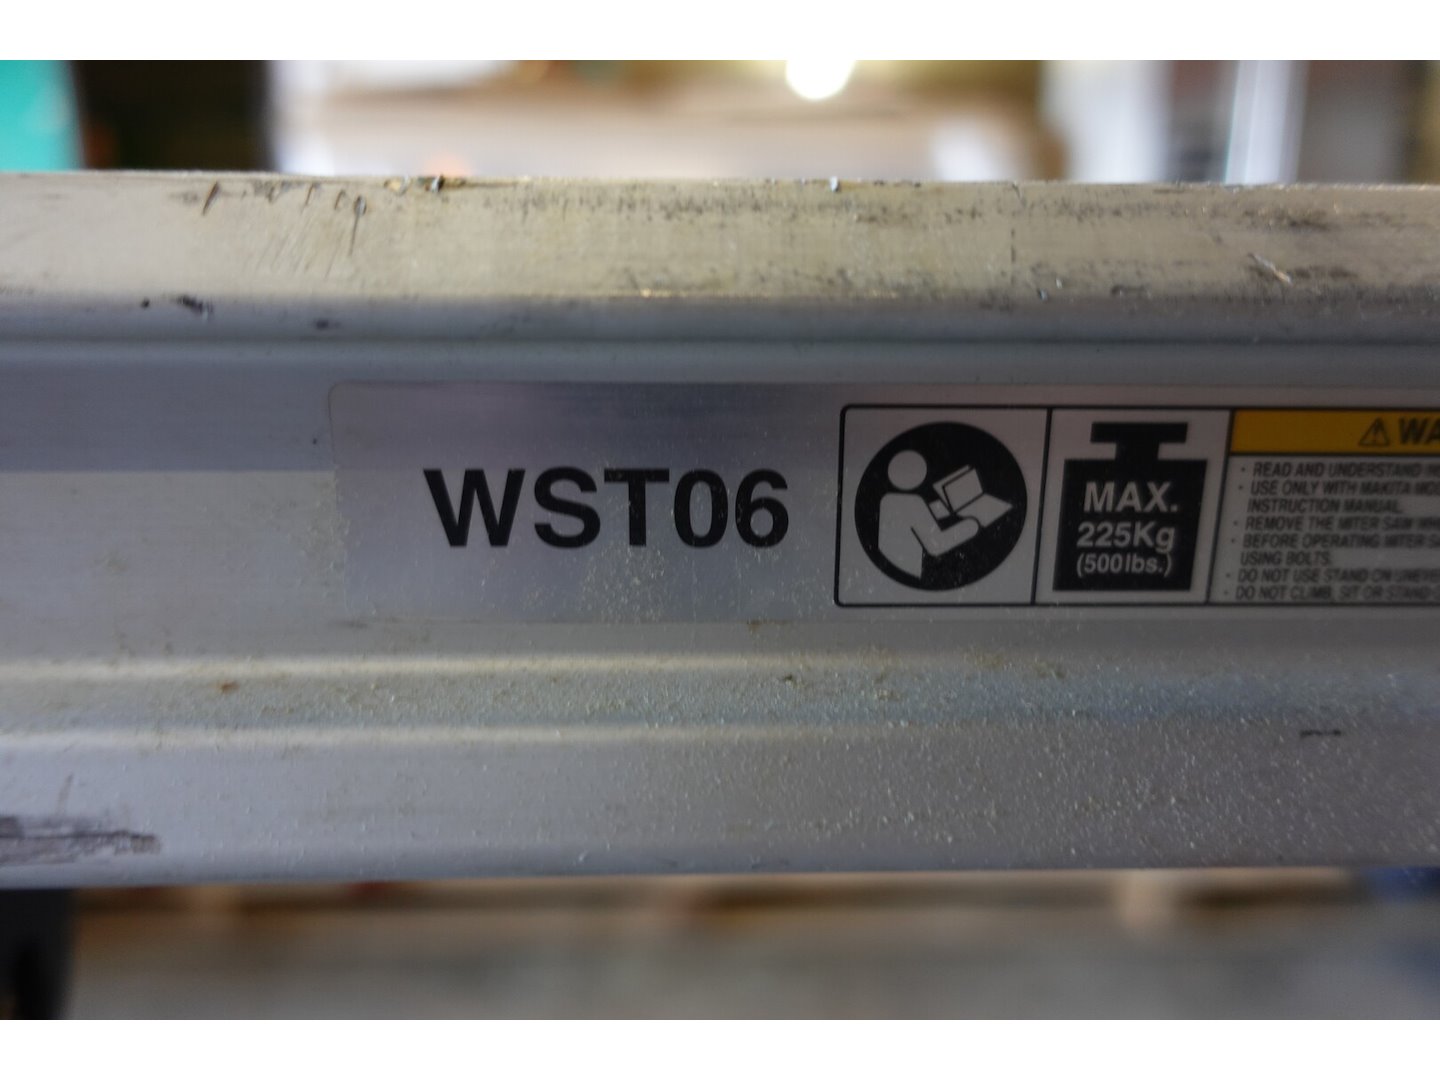 WST06
MAX.
225Kg
(500lbs.)
WA
• READ AND UNDERSTAND
• USE ONLY WITH MAKITA
INSTRUCTION MANUAL.
• REMOVE THE MITER SAW
• BEFORE OPERATING MITER
USING BOLTS.
• DO NOT USE STAND ON
• DO NOT CLIMB, SIT OR STAND